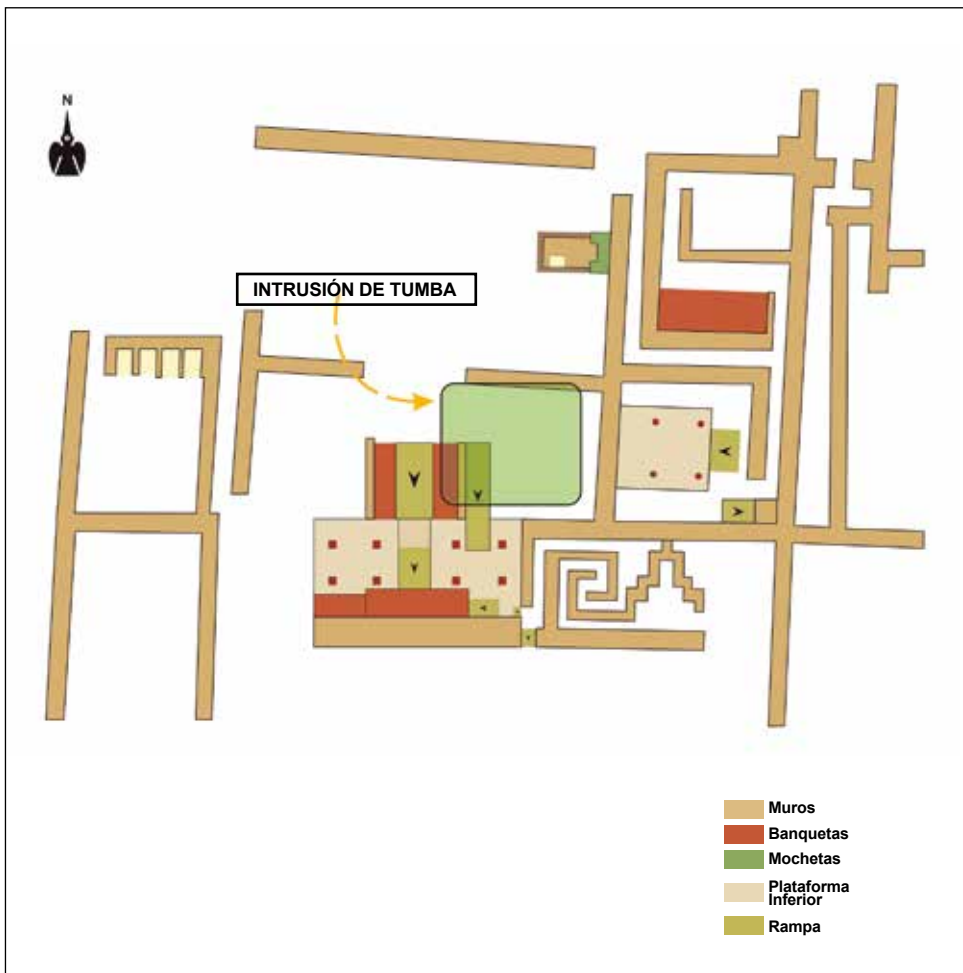 N
INTRUSIÓN DE TUMBA
Muros
Banquetas
Mochetas
Plataforma
Inferior
Rampa